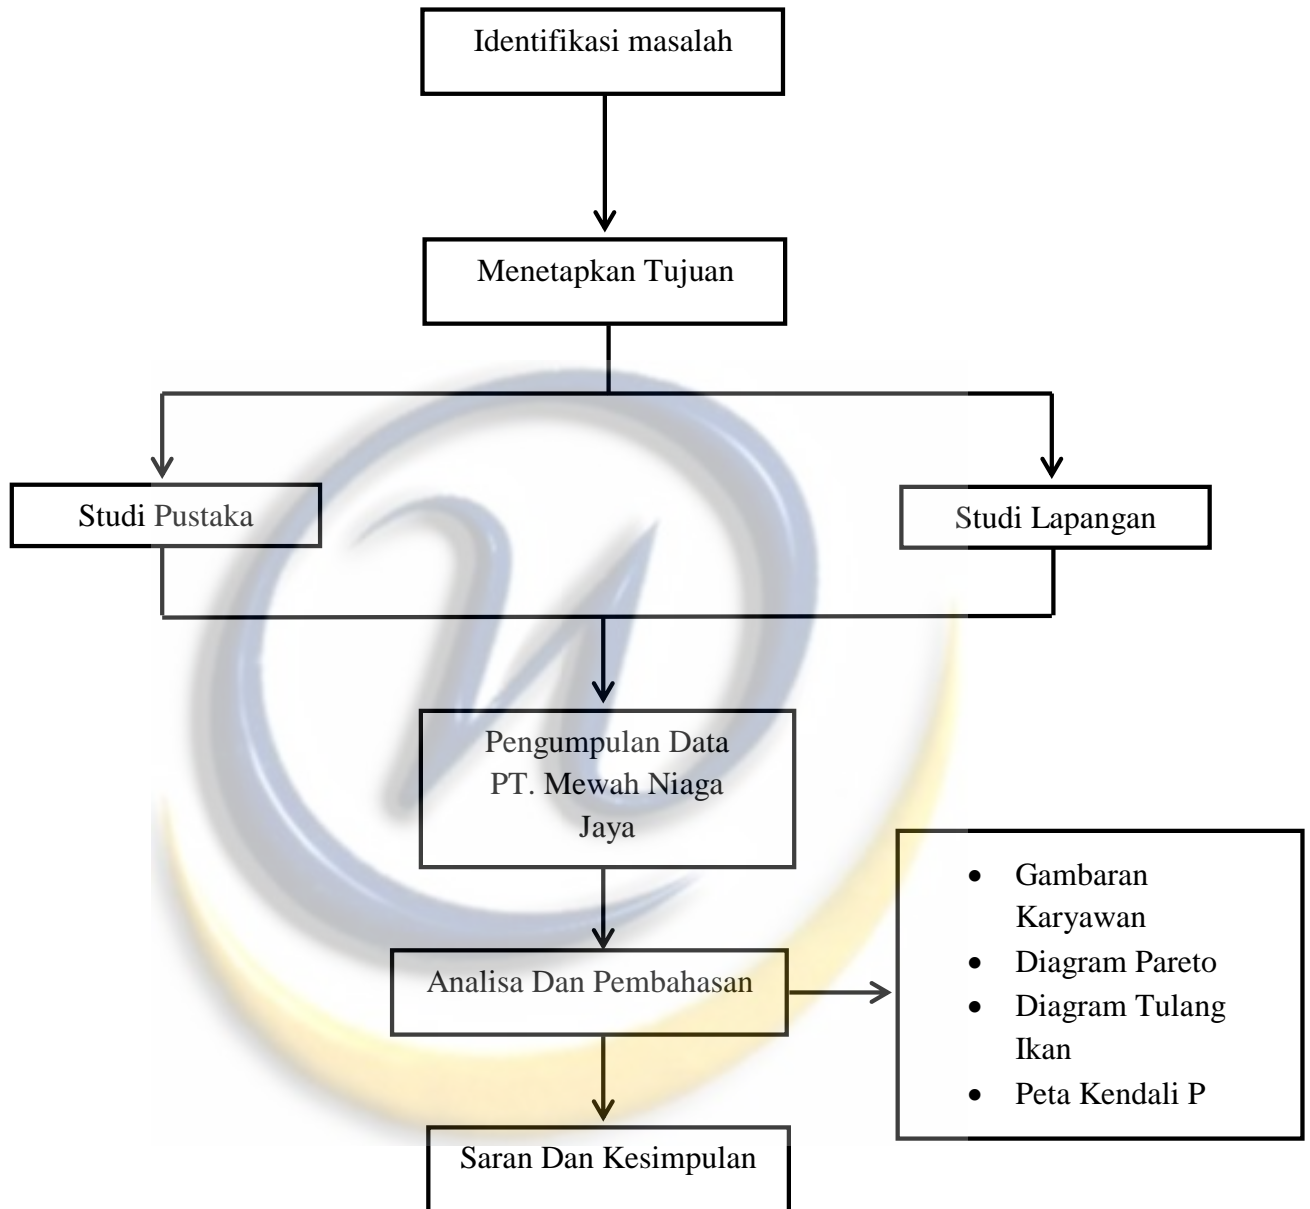 Identifikasi masalah
Menetapkan Tujuan
Studi Pustaka
Studi Lapangan
Pengumpulan Data
PT. Mewah Niaga
Jaya
Analisa Dan Pembahasan
• Gambaran
Karyawan
• Diagram Pareto
• Diagram Tulang
Ikan
• Peta Kendali P
Saran Dan Kesimpulan